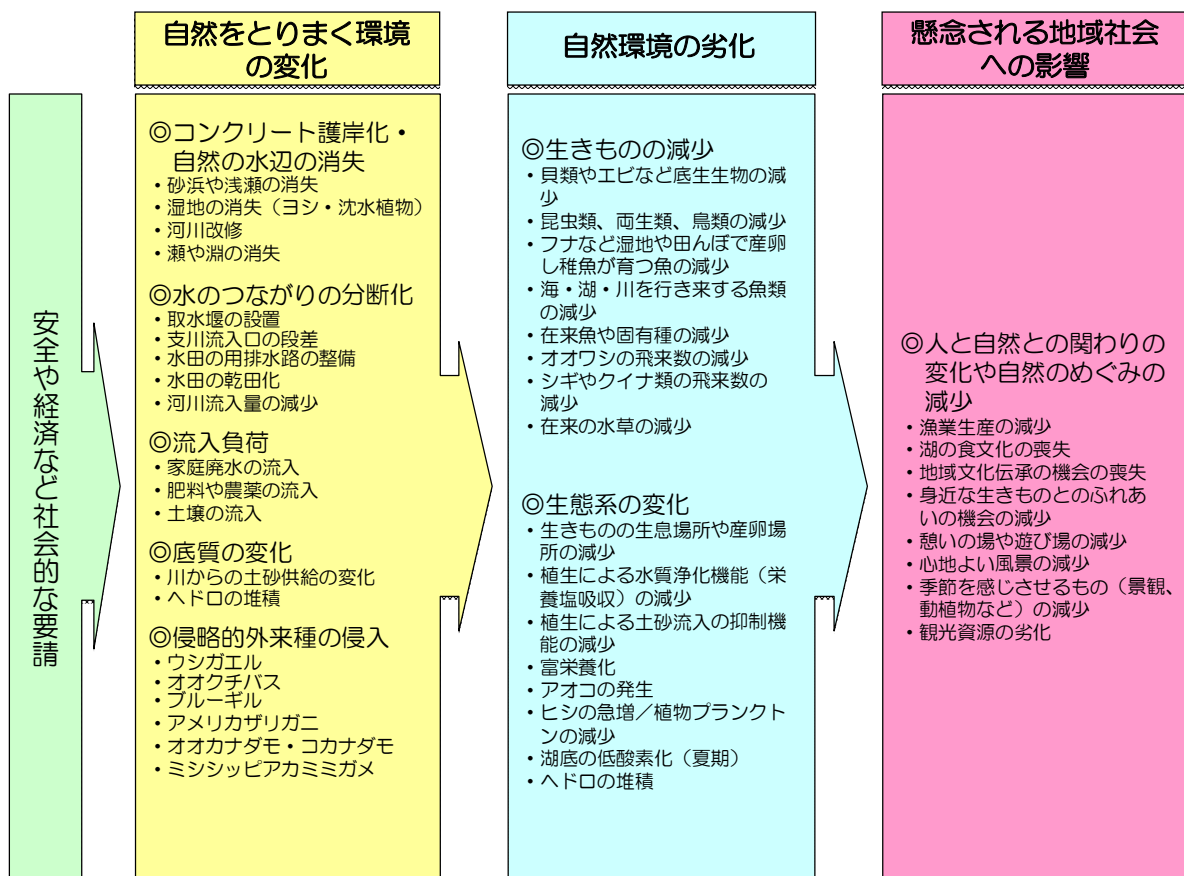 自然をとりまく環境
の変化
自然環境の劣化
懸念される地域社会
への影響
安全や経済など社会的な要請
◎コンクリート護岸化・
自然の水辺の消失
・砂浜や浅瀬の消失
・湿地の消失（ヨシ・沈水植物）
・河川改修
・瀬や淵の消失
◎水のつながりの分断化
・取水堰の設置
・支川流入口の段差
・水田の用排水路の整備
・水田の乾田化
・河川流入量の減少
◎流入負荷
・家庭廃水の流入
・肥料や農薬の流入
・土壌の流入
◎底質の変化
・川からの土砂供給の変化
・ヘドロの堆積
◎侵略的外来種の侵入
・ウシガエル
・オオクチバス
・ブルーギル
・アメリカザリガニ
・オオカナダモ・コカナダモ
・ミシシッピアカミミガメ
◎生きものの減少
・貝類やエビなど底生生物の減
少
・昆虫類、両生類、鳥類の減少
・フナなど湿地や田んぼで産卵
し稚魚が育つ魚の減少
・海・湖・川を行き来する魚類
の減少
・在来魚や固有種の減少
・オオワシの飛来数の減少
・シギやクイナ類の飛来数の
減少
・在来の水草の減少
◎生態系の変化
・生きものの生息場所や産卵場
所の減少
・植生による水質浄化機能（栄
養塩吸収）の減少
・植生による土砂流入の抑制機
能の減少
・富栄養化
・アオコの発生
・ヒシの急増／植物プランクト
ンの減少
・湖底の低酸素化（夏期）
・ヘドロの堆積
◎人と自然との関わりの
変化や自然のめぐみの
減少
・漁業生産の減少
・湖の食文化の喪失
・地域文化伝承の機会の喪失
・身近な生きものとのふれあ
いの機会の減少
・憩いの場や遊び場の減少
・心地よい風景の減少
・季節を感じさせるもの（景観、
動植物など）の減少
・観光資源の劣化